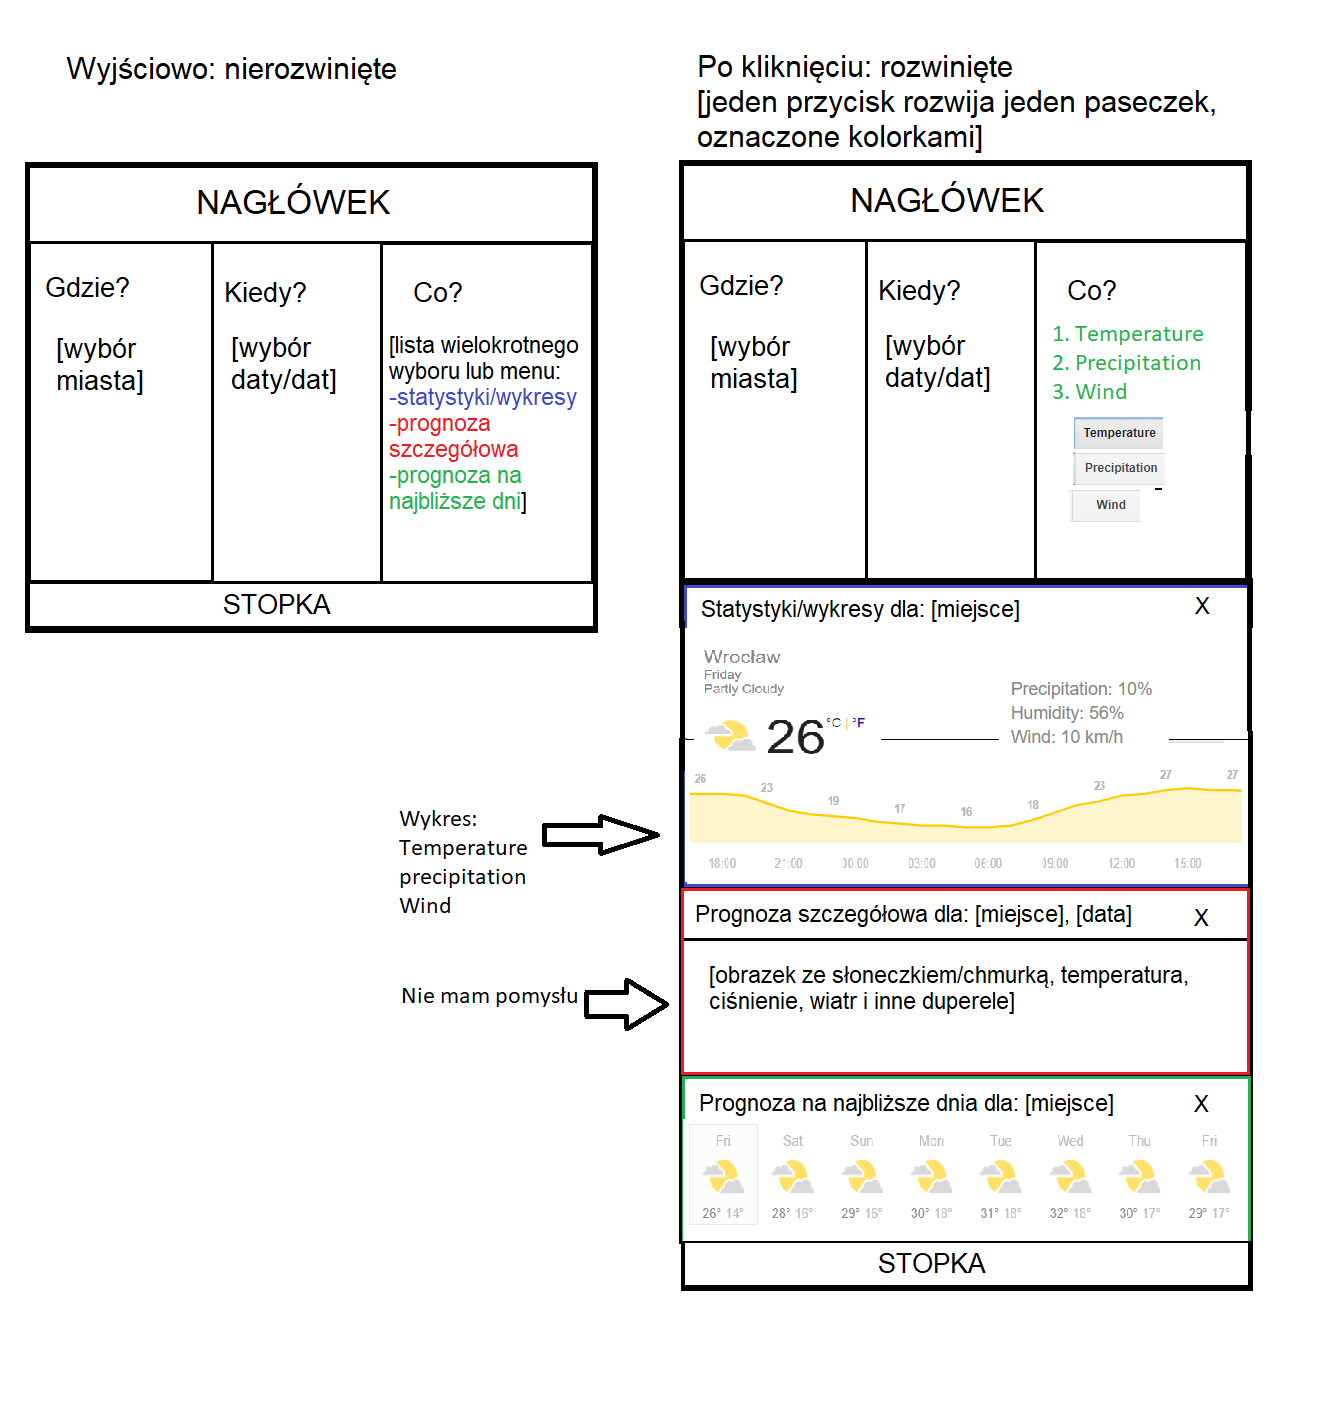 Wyjściowo: nierozwinięte
NAGŁÓWEK
Gdzie?
[wybór
miasta]
Kiedy?
[wybór
daty/dat]
Co?
[lista wielokrotnego
wyboru lub menu:
-statystyki/wykresy
-prognoza
szczegółowa
-prognoza na
najbliższe dni]
STOPKA
Po kliknięciu: rozwinięte
[jeden przycisk rozwija jeden paseczek,
oznaczone kolorkami]
NAGŁÓWEK
Gdzie?
[wybór
miasta]
Kiedy?
[wybór
daty/dat]
Co?
1. Temperature
2. Precipitation
3. Wind
Temperature
Precipitation
Wind
Statystyki/wykresy dla: [miejsce] X
Wrocław
Friday
Partly Cloudy
26 °C | °F
Precipitation: 10%
Humidity: 56%
Wind: 10 km/h
26 23 19 17 16 18 23 27 27
18:00 21:00 00:00 03:00 06:00 09:00 12:00 15:00
Wykres:
Temperature
precipitation
Wind
Prognoza szczegółowa dla: [miejsce], [data] X
[obrazek ze słoneczkiem/chmurką, temperatura,
ciśnienie, wiatr i inne duperele]
Nie mam pomysłu
Prognoza na najbliższe dnia dla: [miejsce] X
Fri Sat Sun Mon Tue Wed Thu Fri
26° 14° 28° 16° 29° 16° 30° 18° 31° 18° 32° 18° 30° 17° 29° 17°
STOPKA